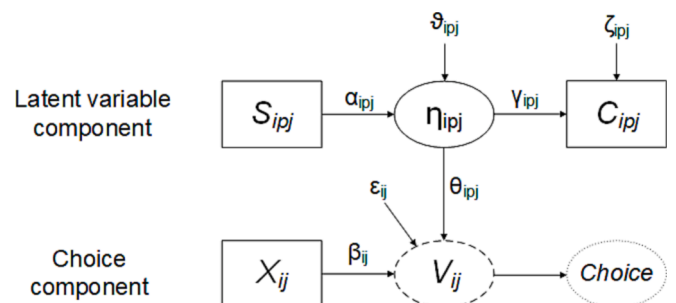 ϑipj
ζipj
Latent variable
component
Sipj
αipj
ηipj
γipj
Cipj
εij
θipj
Choice
component
Xij
βij
Vij
Choice